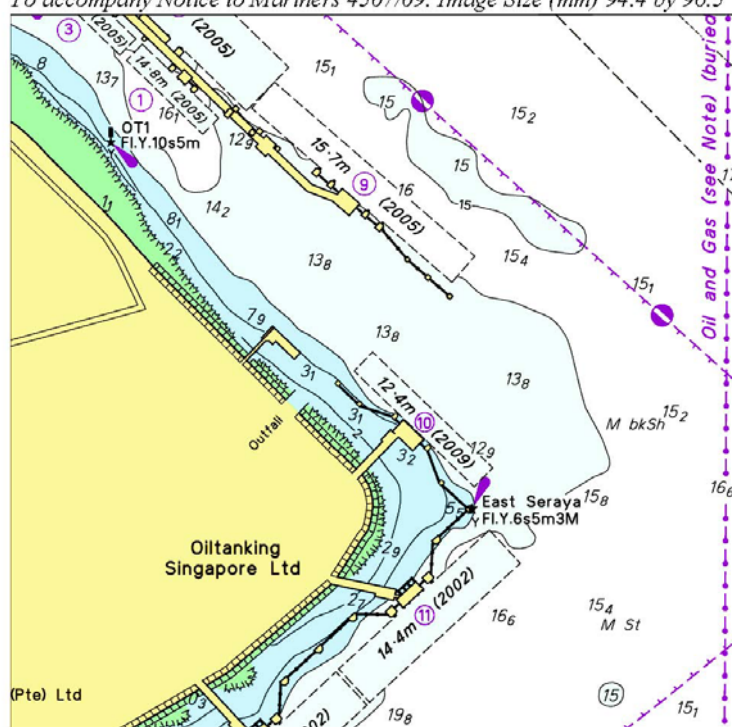 To accompany Notice to Mariners 4567/09. Image Size (mm) 94.4 by 96.5
3
(2005)
(2005)
14·8m (2005)
8
13₇
1
16₁
OT1
Fl.Y.10s5m
12₉
15₁
15
15₂
15
15
15·7m (2005)
9
16
14₂
15₄
15₁
1₁
8₁
2₂
13₈
13₈
13₈
13₈
7₉
3₁
3₁
2
Outfall
12·4m (2009)
10
3₂
12₉
15₂
M bkSh
16₆
15₈
5₅
East Seraya
Fl.Y.6s5m3M
Oil and Gas (see Note) (buried
Oiltanking
Singapore Ltd
2₉
2₇
14·4m (2002)
11
16₆
15₄
M St
(Pte) Ltd
0₃
19₈
15
15₁